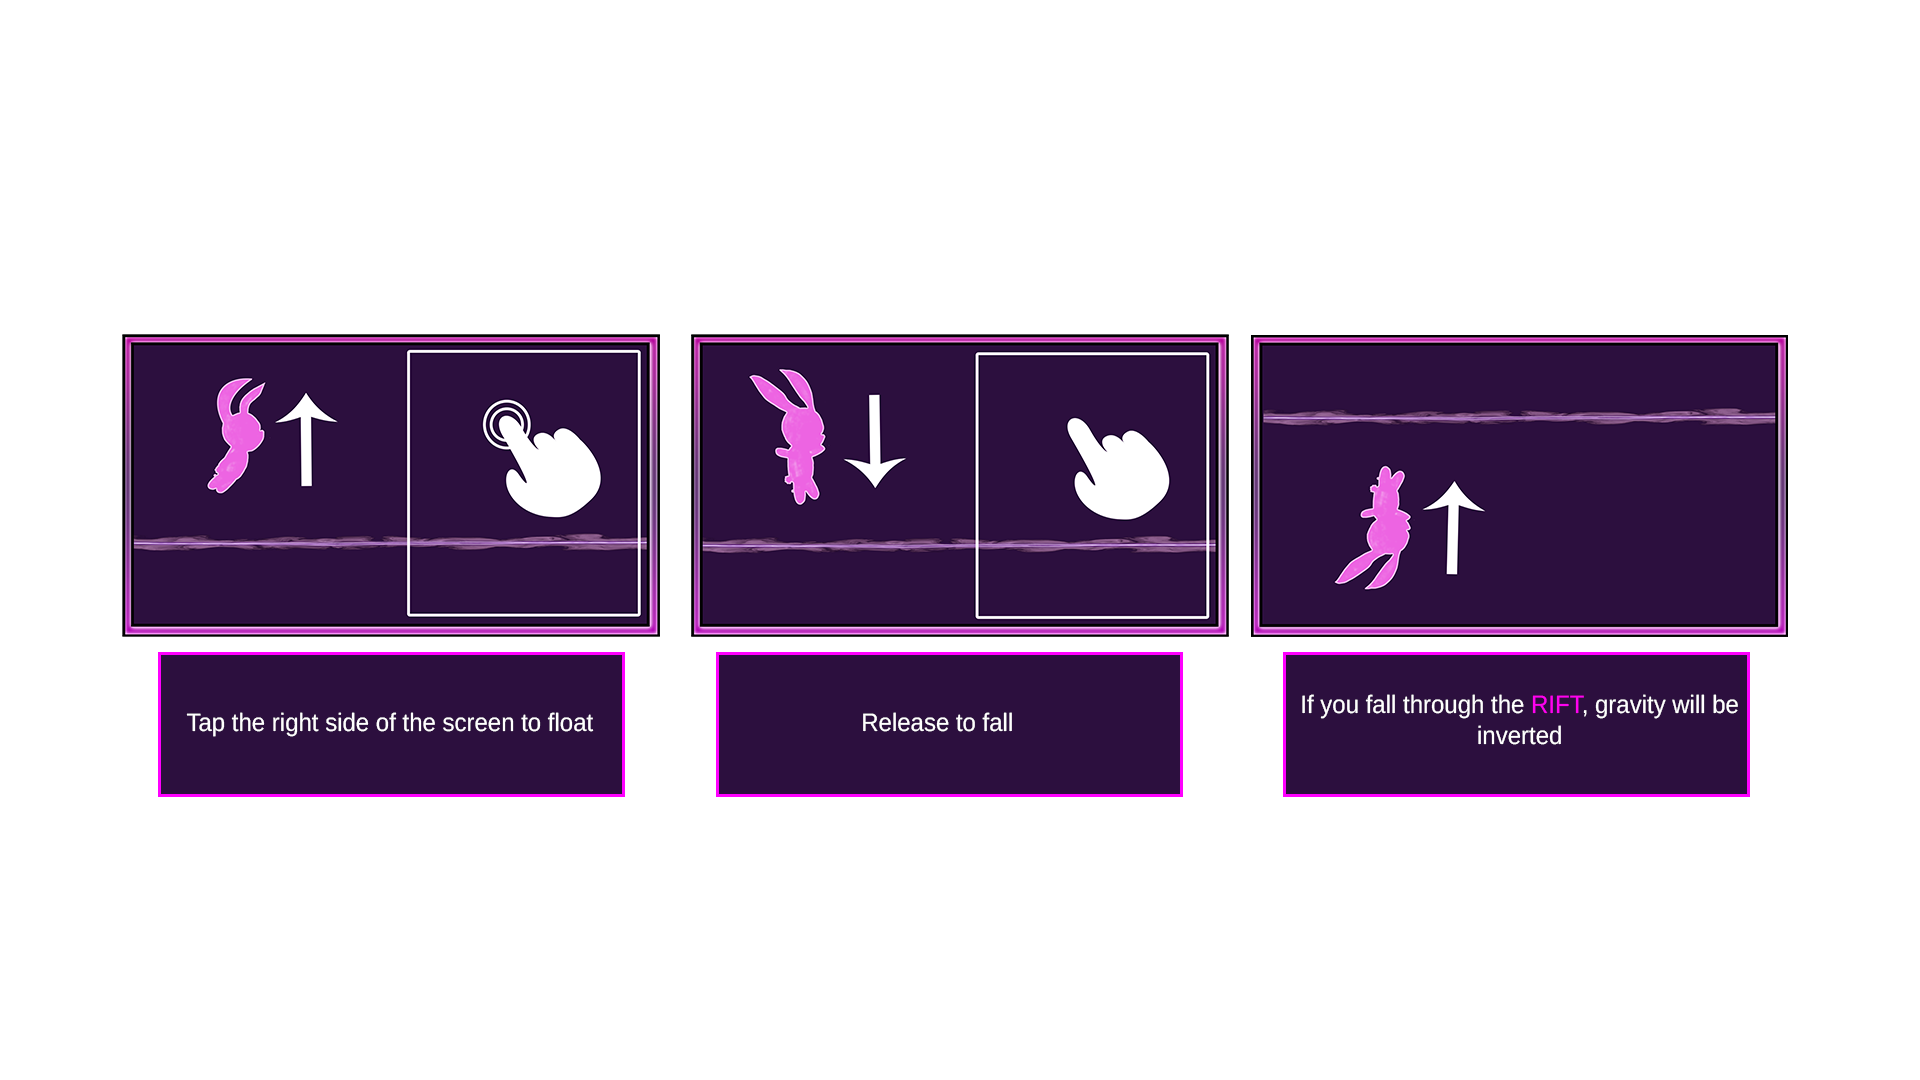 Tap the right side of the screen to float
Release to fall
If you fall through the RIFT, gravity will be
inverted